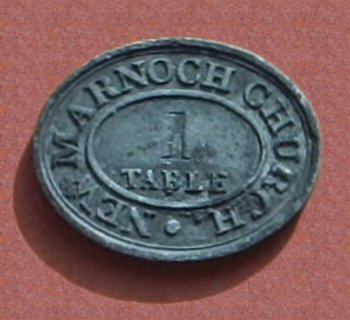 NEW MARNOCH CHURCH.
1
TABLE